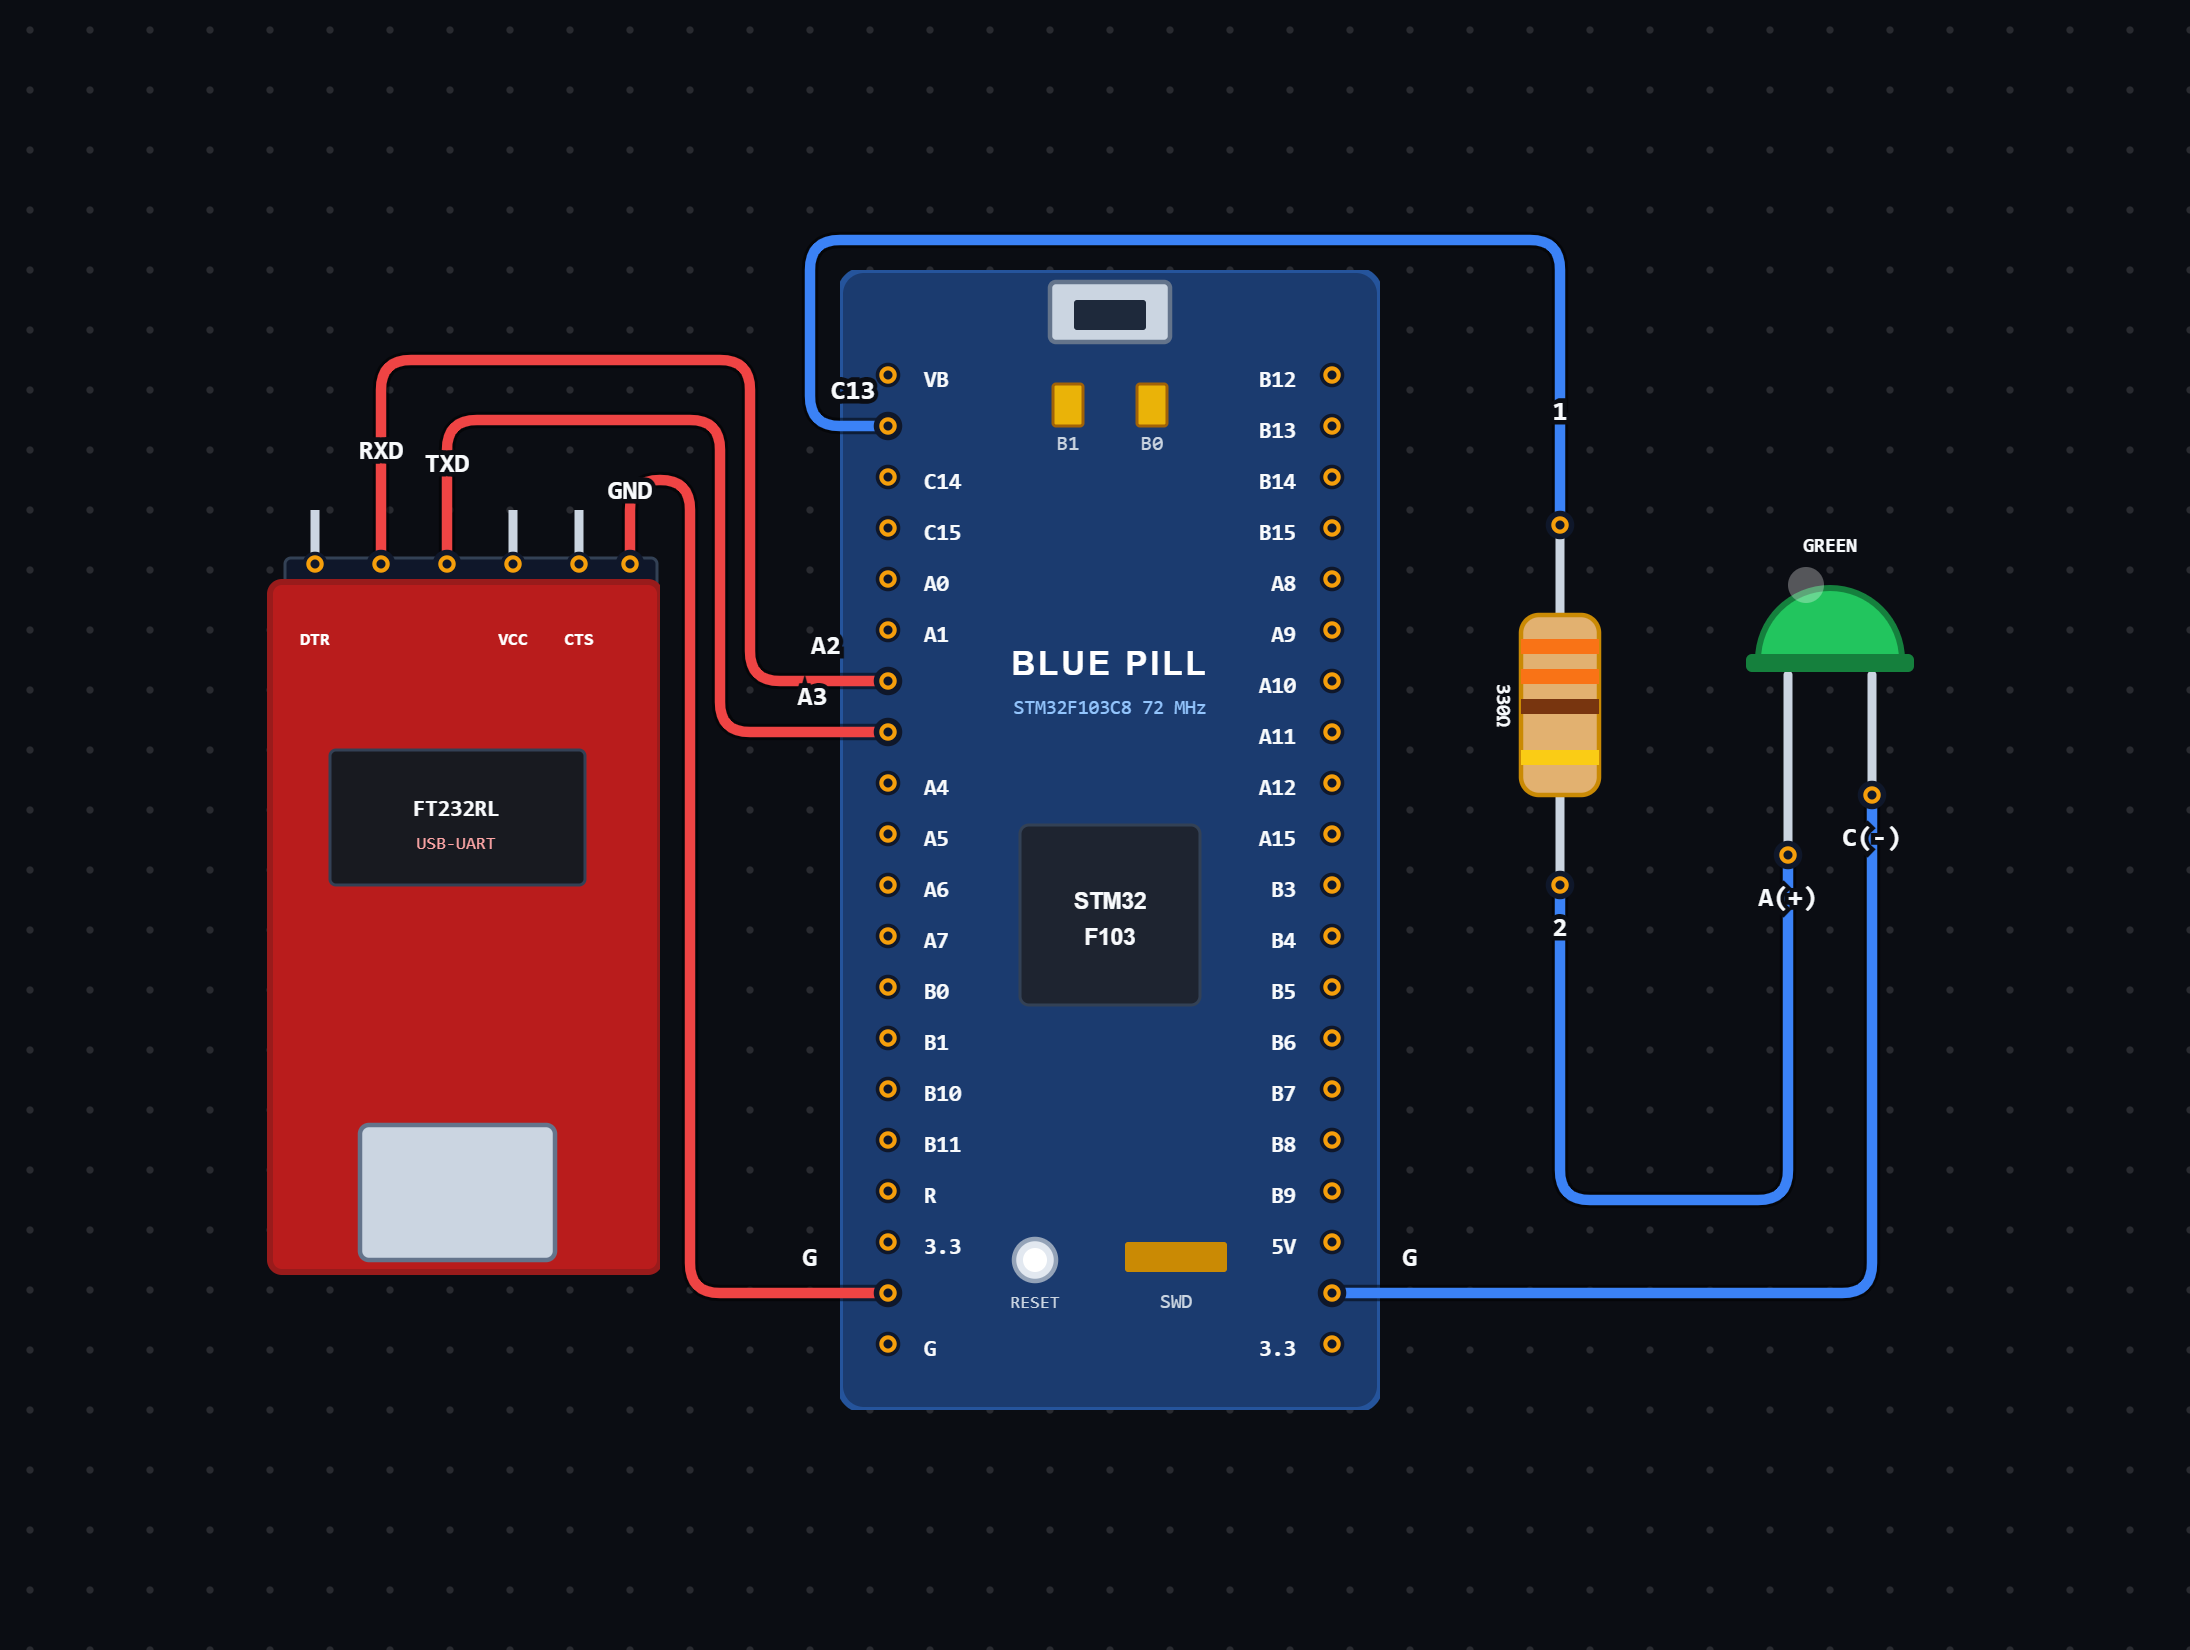 RXD
TXD
GND
DTR
VCC
CTS
FT232RL
USB-UART
C13
A2
A3
G
VB
C14
C15
A0
A1
A4
A5
A6
A7
B0
B1
B10
B11
R
3.3
G
B1
B0
BLUE PILL
STM32F103C8 72 MHz
STM32
F103
RESET
SWD
B12
B13
B14
B15
A8
A9
A10
A11
A12
A15
B3
B4
B5
B6
B7
B8
B9
5V
3.3
G
1
330Ω
2
GREEN
A(+)
C(-)